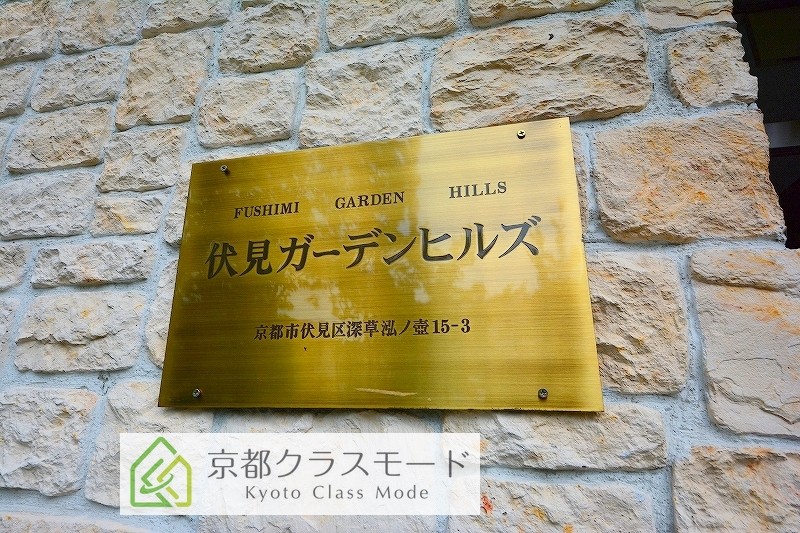 FUSHIMI GARDEN HILLS
伏見ガーデンヒルズ
京都市伏見区深草泓ノ壺15-3
京都クラスモード
Kyoto Class Mode